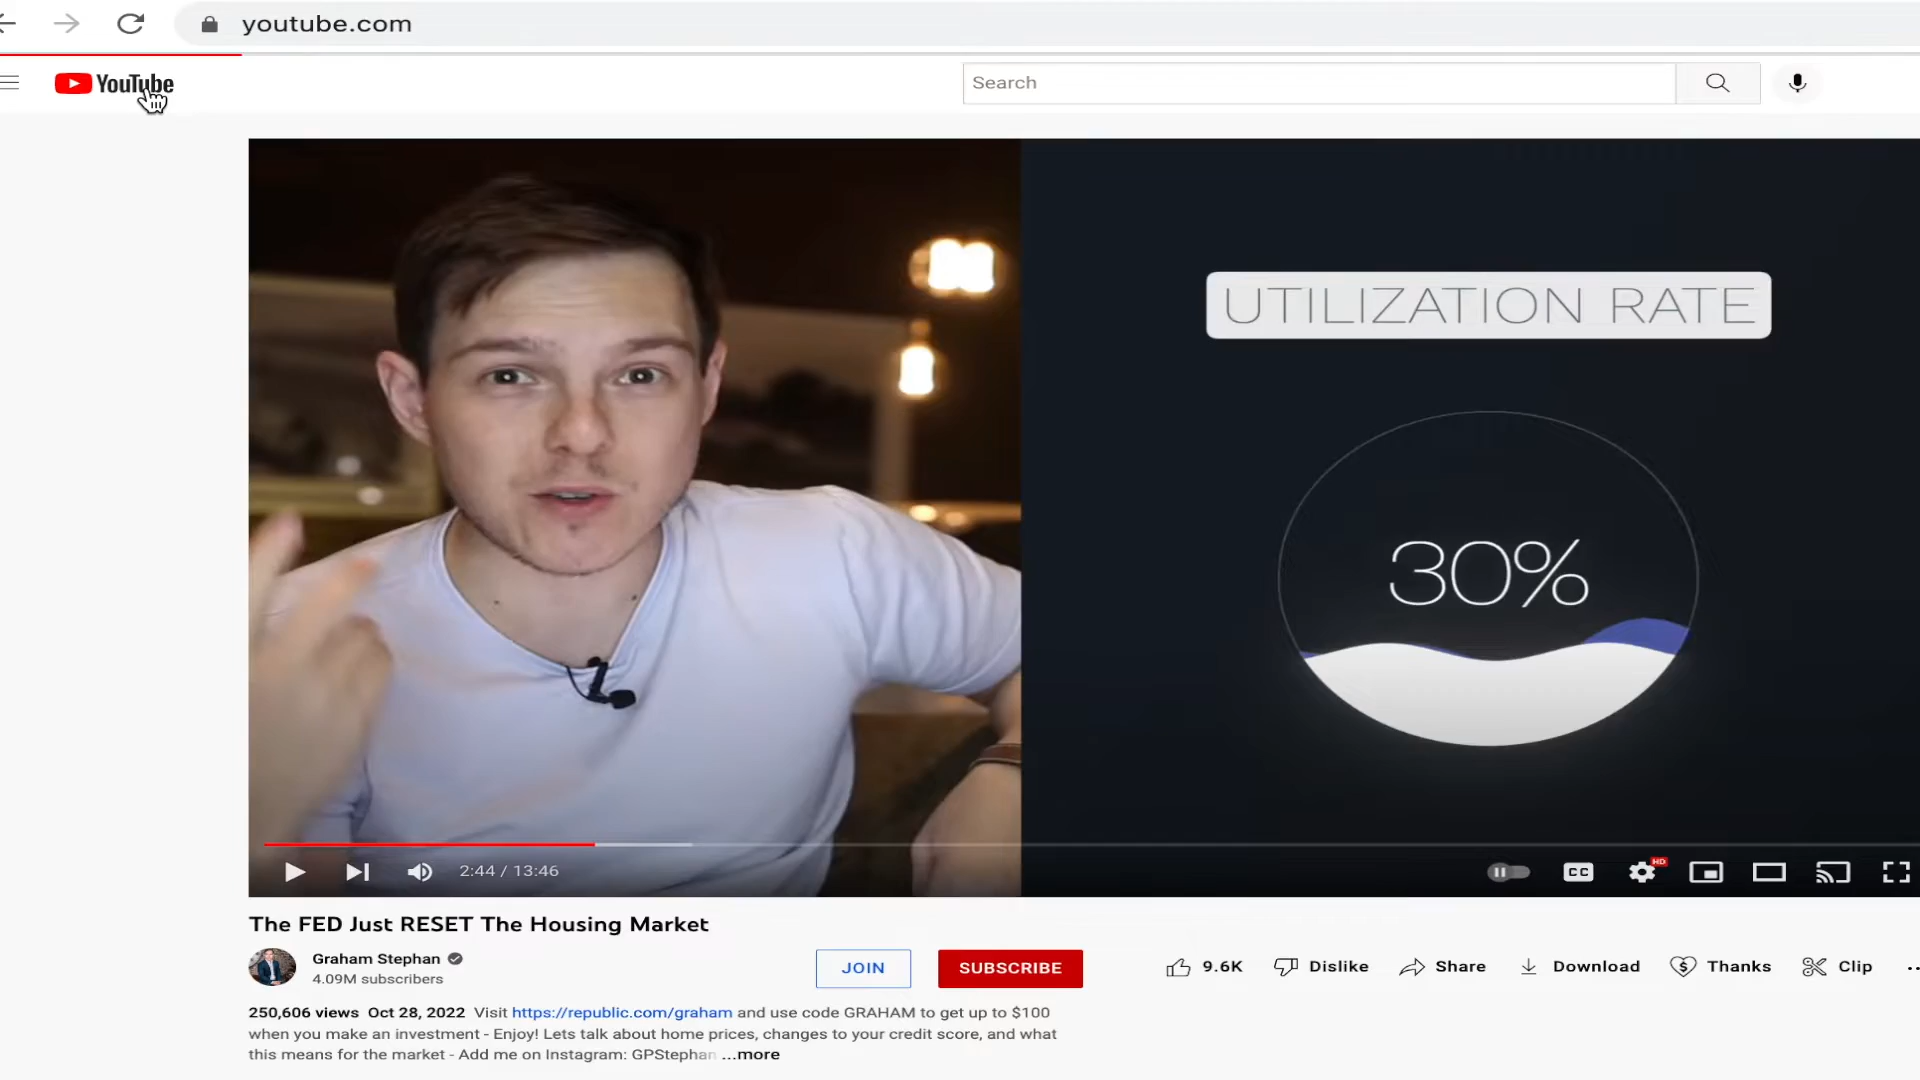 youtube.com
YouTube
Search
UTILIZATION RATE
30%
2:44 / 13:46
CC
HD
The FED Just RESET The Housing Market
Graham Stephan
4.09M subscribers
JOIN
SUBSCRIBE
9.6K
Dislike
Share
Download
Thanks
Clip
250,606 views Oct 28, 2022 Visit https://republic.com/graham and use code GRAHAM to get up to $100
when you make an investment - Enjoy! Lets talk about home prices, changes to your credit score, and what
this means for the market - Add me on Instagram: GPStephan ...more